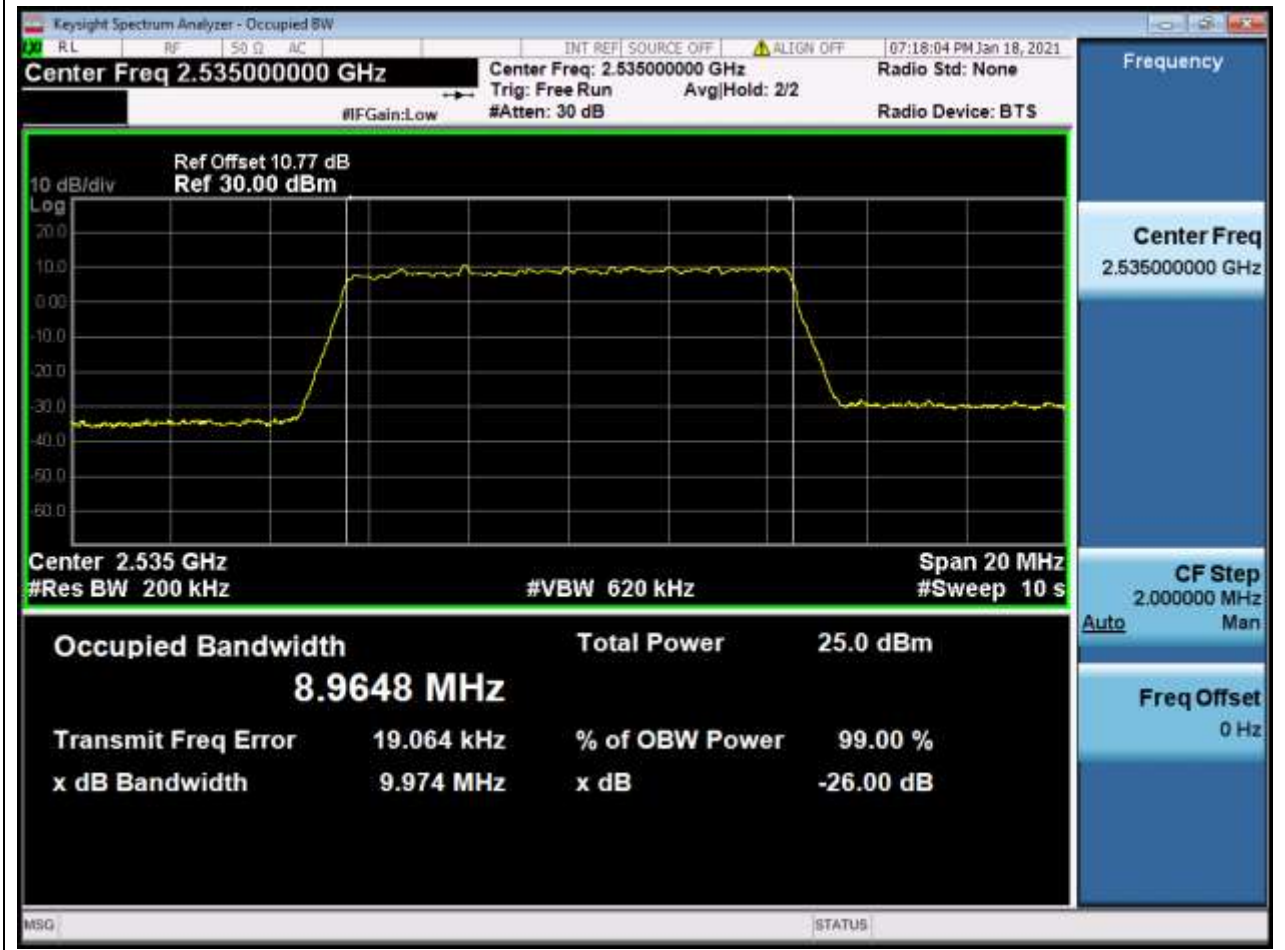 Keysight Spectrum Analyzer - Occupied BW
LXI RL RF 50 Ω AC INT REF SOURCE OFF ALIGN OFF 07:18:04 PM Jan 18, 2021
Center Freq 2.535000000 GHz
Center Freq: 2.535000000 GHz Radio Std: None
Trig: Free Run Avg|Hold: 2/2
#IFGain:Low #Atten: 30 dB Radio Device: BTS
Ref Offset 10.77 dB
10 dB/div Ref 30.00 dBm
Log
20.0
10.0
0.00
-10.0
-20.0
-30.0
-40.0
-50.0
-60.0
Center 2.535 GHz Span 20 MHz
#Res BW 200 kHz #VBW 620 kHz #Sweep 10 s
Occupied Bandwidth Total Power 25.0 dBm
8.9648 MHz
Transmit Freq Error 19.064 kHz % of OBW Power 99.00 %
x dB Bandwidth 9.974 MHz x dB -26.00 dB
MSG STATUS
Frequency
Center Freq
2.535000000 GHz
CF Step
2.000000 MHz
Auto Man
Freq Offset
0 Hz